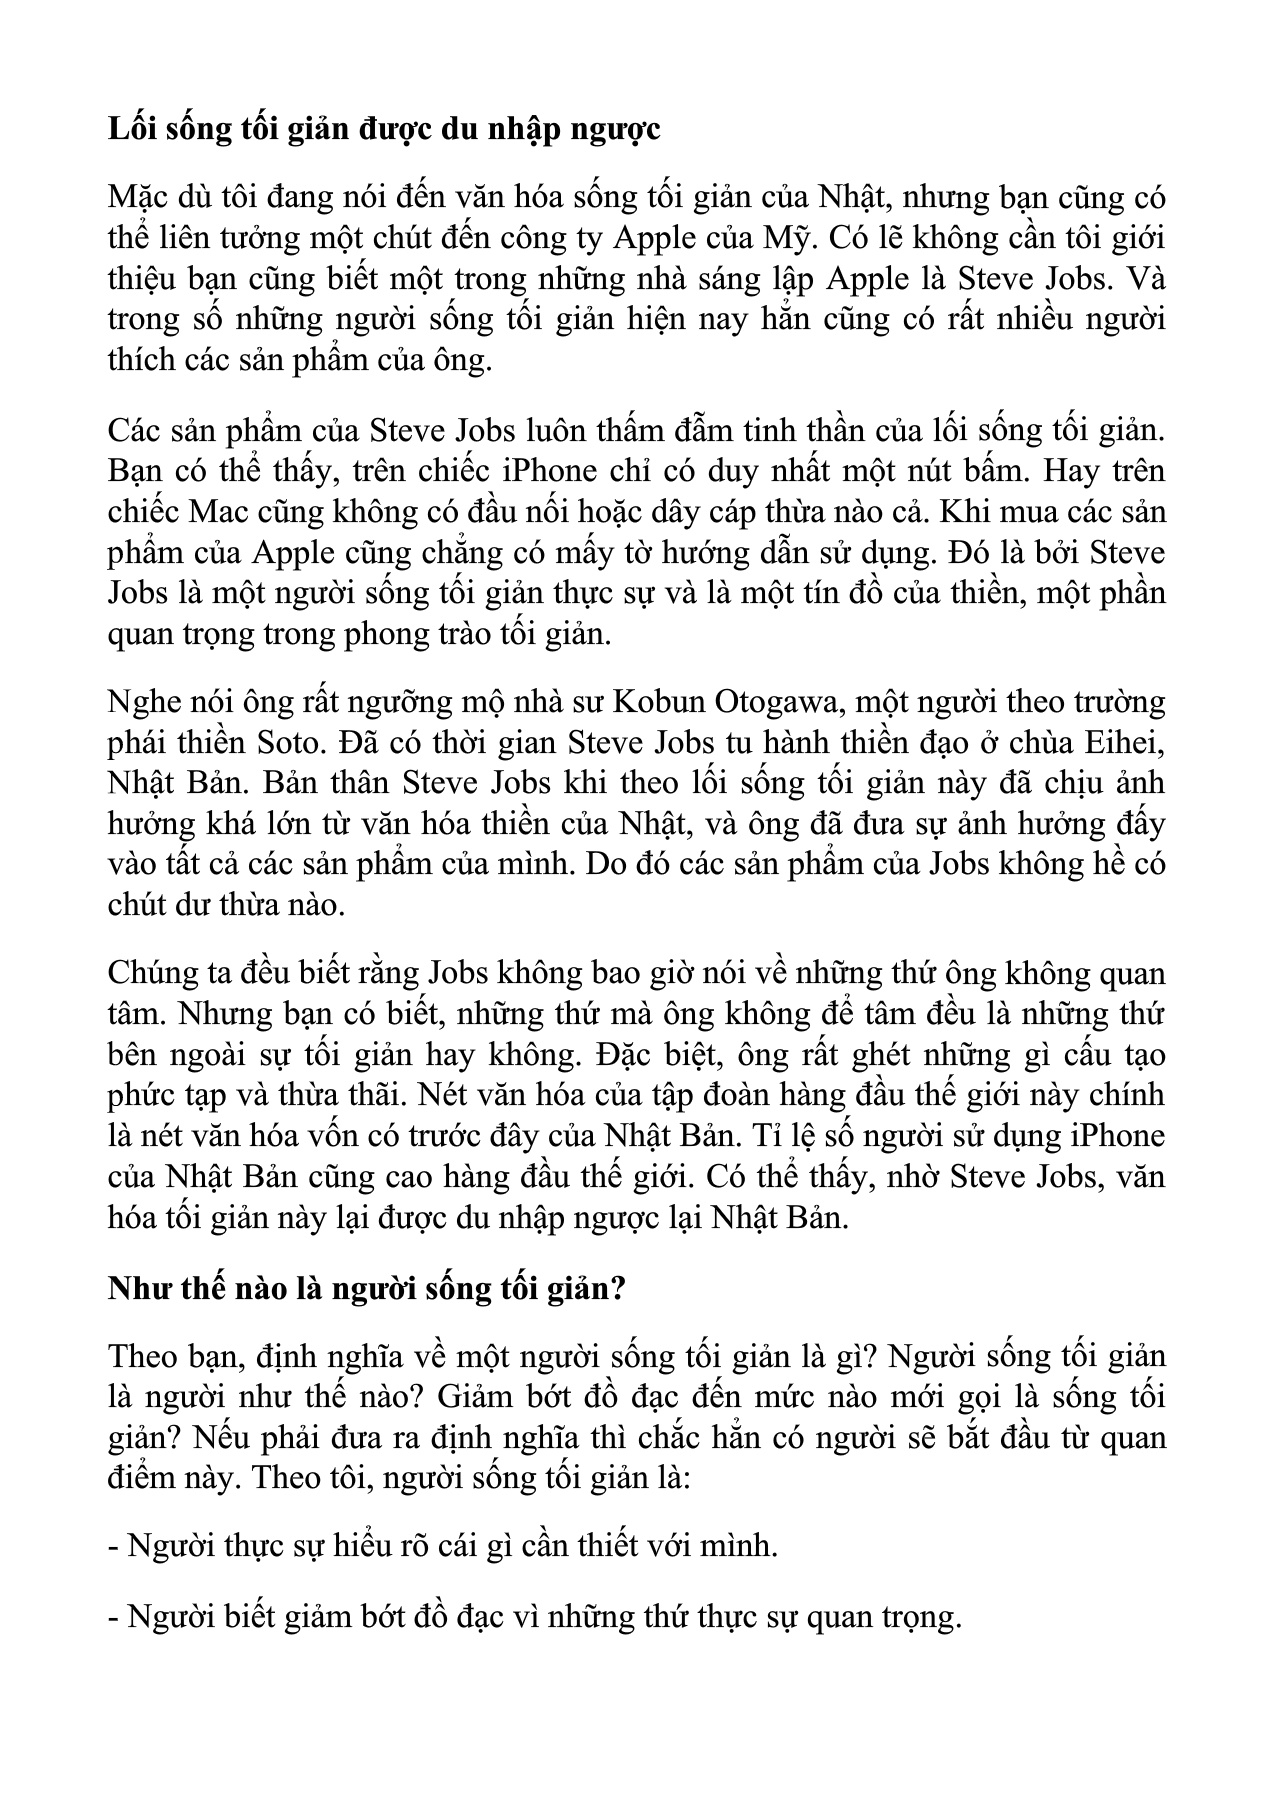 Lối sống tối giản được du nhập ngược
Mặc dù tôi đang nói đến văn hóa sống tối giản của Nhật, nhưng bạn cũng có
thể liên tưởng một chút đến công ty Apple của Mỹ. Có lẽ không cần tôi giới
thiệu bạn cũng biết một trong những nhà sáng lập Apple là Steve Jobs. Và
trong số những người sống tối giản hiện nay hẳn cũng có rất nhiều người
thích các sản phẩm của ông.
Các sản phẩm của Steve Jobs luôn thấm đẫm tinh thần của lối sống tối giản.
Bạn có thể thấy, trên chiếc iPhone chỉ có duy nhất một nút bấm. Hay trên
chiếc Mac cũng không có đầu nối hoặc dây cáp thừa nào cả. Khi mua các sản
phẩm của Apple cũng chẳng có mấy tờ hướng dẫn sử dụng. Đó là bởi Steve
Jobs là một người sống tối giản thực sự và là một tín đồ của thiền, một phần
quan trọng trong phong trào tối giản.
Nghe nói ông rất ngưỡng mộ nhà sư Kobun Otogawa, một người theo trường
phái thiền Soto. Đã có thời gian Steve Jobs tu hành thiền đạo ở chùa Eihei,
Nhật Bản. Bản thân Steve Jobs khi theo lối sống tối giản này đã chịu ảnh
hưởng khá lớn từ văn hóa thiền của Nhật, và ông đã đưa sự ảnh hưởng đấy
vào tất cả các sản phẩm của mình. Do đó các sản phẩm của Jobs không hề có
chút dư thừa nào.
Chúng ta đều biết rằng Jobs không bao giờ nói về những thứ ông không quan
tâm. Nhưng bạn có biết, những thứ mà ông không để tâm đều là những thứ
bên ngoài sự tối giản hay không. Đặc biệt, ông rất ghét những gì cấu tạo
phức tạp và thừa thãi. Nét văn hóa của tập đoàn hàng đầu thế giới này chính
là nét văn hóa vốn có trước đây của Nhật Bản. Tỉ lệ số người sử dụng iPhone
của Nhật Bản cũng cao hàng đầu thế giới. Có thể thấy, nhờ Steve Jobs, văn
hóa tối giản này lại được du nhập ngược lại Nhật Bản.
Như thế nào là người sống tối giản?
Theo bạn, định nghĩa về một người sống tối giản là gì? Người sống tối giản
là người như thế nào? Giảm bớt đồ đạc đến mức nào mới gọi là sống tối
giản? Nếu phải đưa ra định nghĩa thì chắc hẳn có người sẽ bắt đầu từ quan
điểm này. Theo tôi, người sống tối giản là:
- Người thực sự hiểu rõ cái gì cần thiết với mình.
- Người biết giảm bớt đồ đạc vì những thứ thực sự quan trọng.